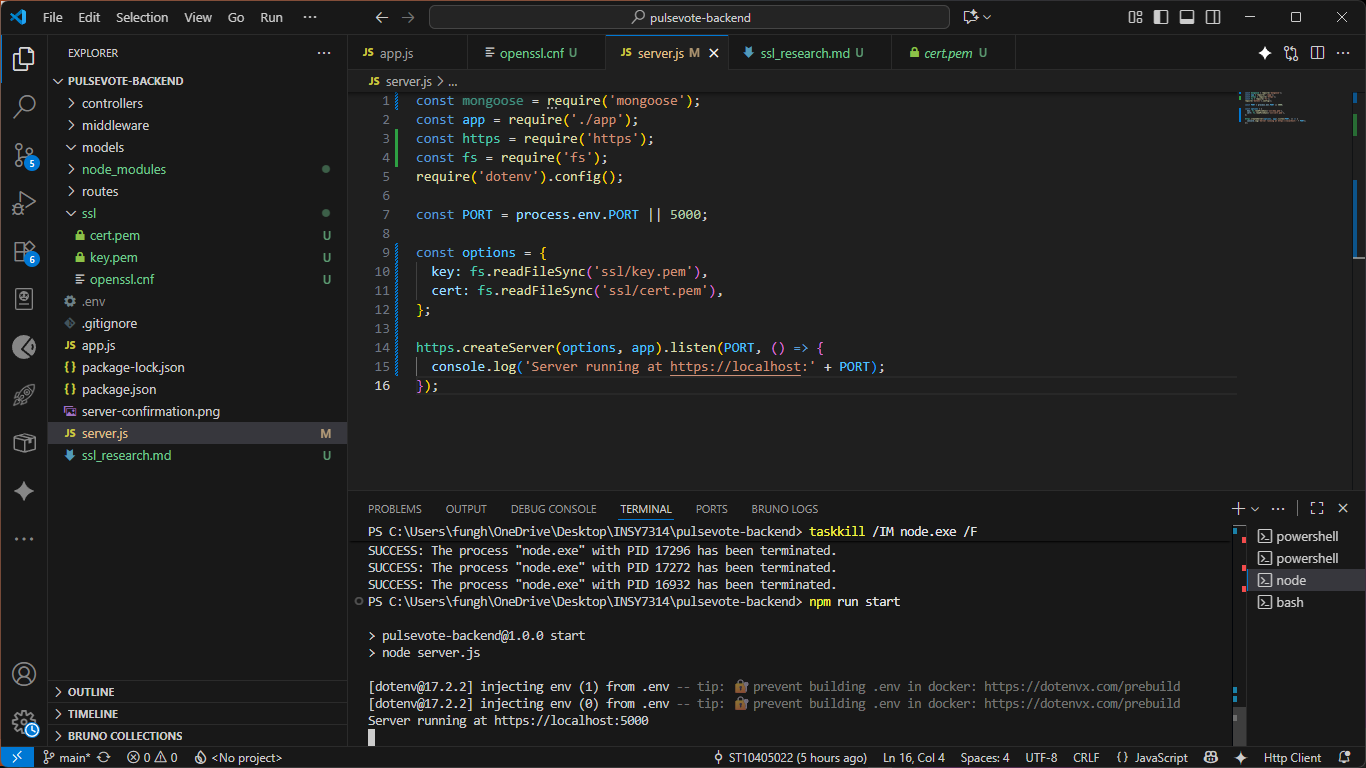 File Edit Selection View Go Run ··· pulsevote-backend
EXPLORER ···
PULSEVOTE-BACKEND
controllers
middleware
models
node_modules
routes
ssl
cert.pem U
key.pem U
openssl.cnf U
.env
.gitignore
JS app.js
{} package-lock.json
{} package.json
server-confirmation.png
JS server.js M
ssl_research.md U
OUTLINE
TIMELINE
BRUNO COLLECTIONS
5
6
JS app.js
openssl.cnf U
JS server.js M
ssl_research.md U
cert.pem U
JS server.js > ...
1 const mongoose = require('mongoose');
2 const app = require('./app');
3 const https = require('https');
4 const fs = require('fs');
5 require('dotenv').config();
6
7 const PORT = process.env.PORT || 5000;
8
9 const options = {
10 key: fs.readFileSync('ssl/key.pem'),
11 cert: fs.readFileSync('ssl/cert.pem'),
12 };
13
14 https.createServer(options, app).listen(PORT, () => {
15 console.log('Server running at https://localhost:' + PORT);
16 });
PROBLEMS OUTPUT DEBUG CONSOLE TERMINAL PORTS BRUNO LOGS
PS C:\Users\fungh\OneDrive\Desktop\INSY7314\pulsevote-backend> taskkill /IM node.exe /F
SUCCESS: The process "node.exe" with PID 17296 has been terminated.
SUCCESS: The process "node.exe" with PID 17272 has been terminated.
SUCCESS: The process "node.exe" with PID 16932 has been terminated.
PS C:\Users\fungh\OneDrive\Desktop\INSY7314\pulsevote-backend> npm run start
> pulsevote-backend@1.0.0 start
> node server.js
[dotenv@17.2.2] injecting env (1) from .env -- tip: 🔐 prevent building .env in docker: https://dotenvx.com/prebuild
[dotenv@17.2.2] injecting env (0) from .env -- tip: 🔐 prevent building .env in docker: https://dotenvx.com/prebuild
Server running at https://localhost:5000
powershell
powershell
node
bash
main* 0 0 <No project> ST10405022 (5 hours ago) Ln 16, Col 4 Spaces: 4 UTF-8 CRLF {} JavaScript Http Client